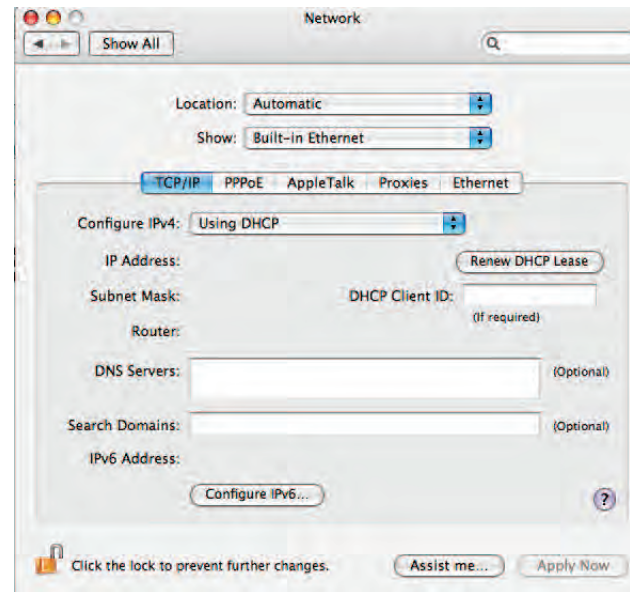 Network
Show All
Location: Automatic
Show: Built-in Ethernet
TCP/IP PPPoE AppleTalk Proxies Ethernet
Configure IPv4: Using DHCP
IP Address: Renew DHCP Lease
Subnet Mask: DHCP Client ID:
(If required)
Router:
DNS Servers: (Optional)
Search Domains: (Optional)
IPv6 Address:
Configure IPv6...
?
Click the lock to prevent further changes. Assist me... Apply Now